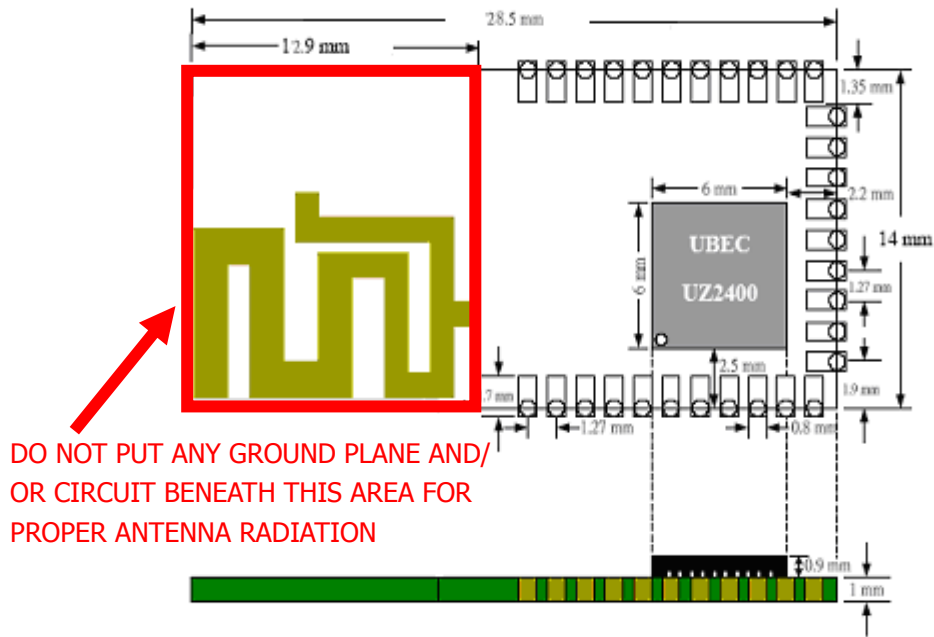 28.5 mm
12.9 mm
1.35 mm
6 mm
2.2 mm
UBEC
14 mm
6 mm
UZ2400
1.27 mm
2.5 mm
.7 mm
1.9 mm
1.27 mm
0.8 mm
DO NOT PUT ANY GROUND PLANE AND/
OR CIRCUIT BENEATH THIS AREA FOR
PROPER ANTENNA RADIATION
0.9 mm
1 mm